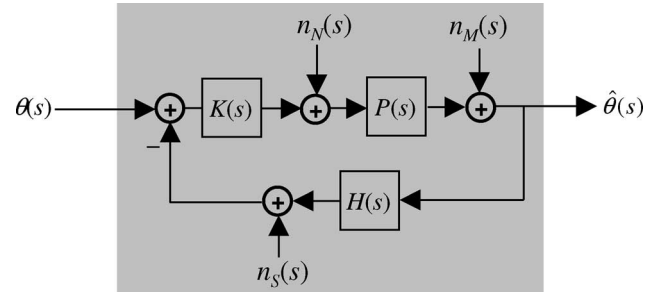 n_N(s)
n_M(s)
θ(s)
+
K(s)
+
P(s)
+
θ̂(s)
−
+
H(s)
n_S(s)